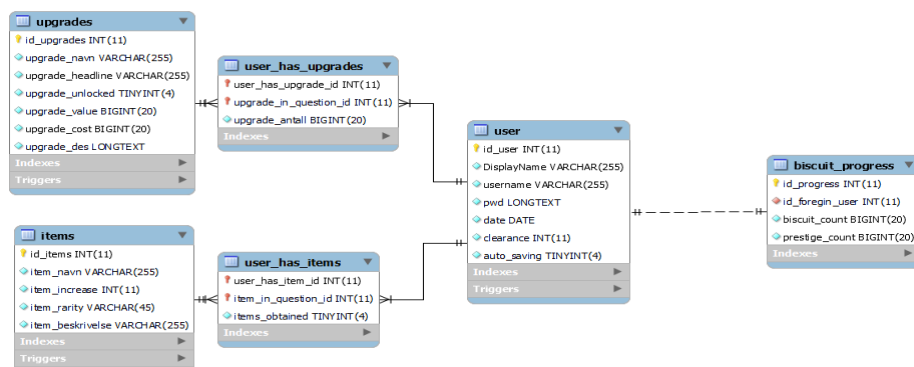 upgrades
id_upgrades INT(11)
upgrade_navn VARCHAR(255)
upgrade_headline VARCHAR(255)
upgrade_unlocked TINYINT(4)
upgrade_value BIGINT(20)
upgrade_cost BIGINT(20)
upgrade_des LONGTEXT
Indexes
Triggers
user_has_upgrades
user_has_upgrade_id INT(11)
upgrade_in_question_id INT(11)
upgrade_antall BIGINT(20)
Indexes
items
id_items INT(11)
item_navn VARCHAR(255)
item_increase INT(11)
item_rarity VARCHAR(45)
item_beskrivelse VARCHAR(255)
Indexes
Triggers
user_has_items
user_has_item_id INT(11)
item_in_question_id INT(11)
items_obtained TINYINT(4)
Indexes
user
id_user INT(11)
DisplayName VARCHAR(255)
username VARCHAR(255)
pwd LONGTEXT
date DATE
clearance INT(11)
auto_saving TINYINT(4)
Indexes
Triggers
biscuit_progress
id_progress INT(11)
id_foregin_user INT(11)
biscuit_count BIGINT(20)
prestige_count BIGINT(20)
Indexes